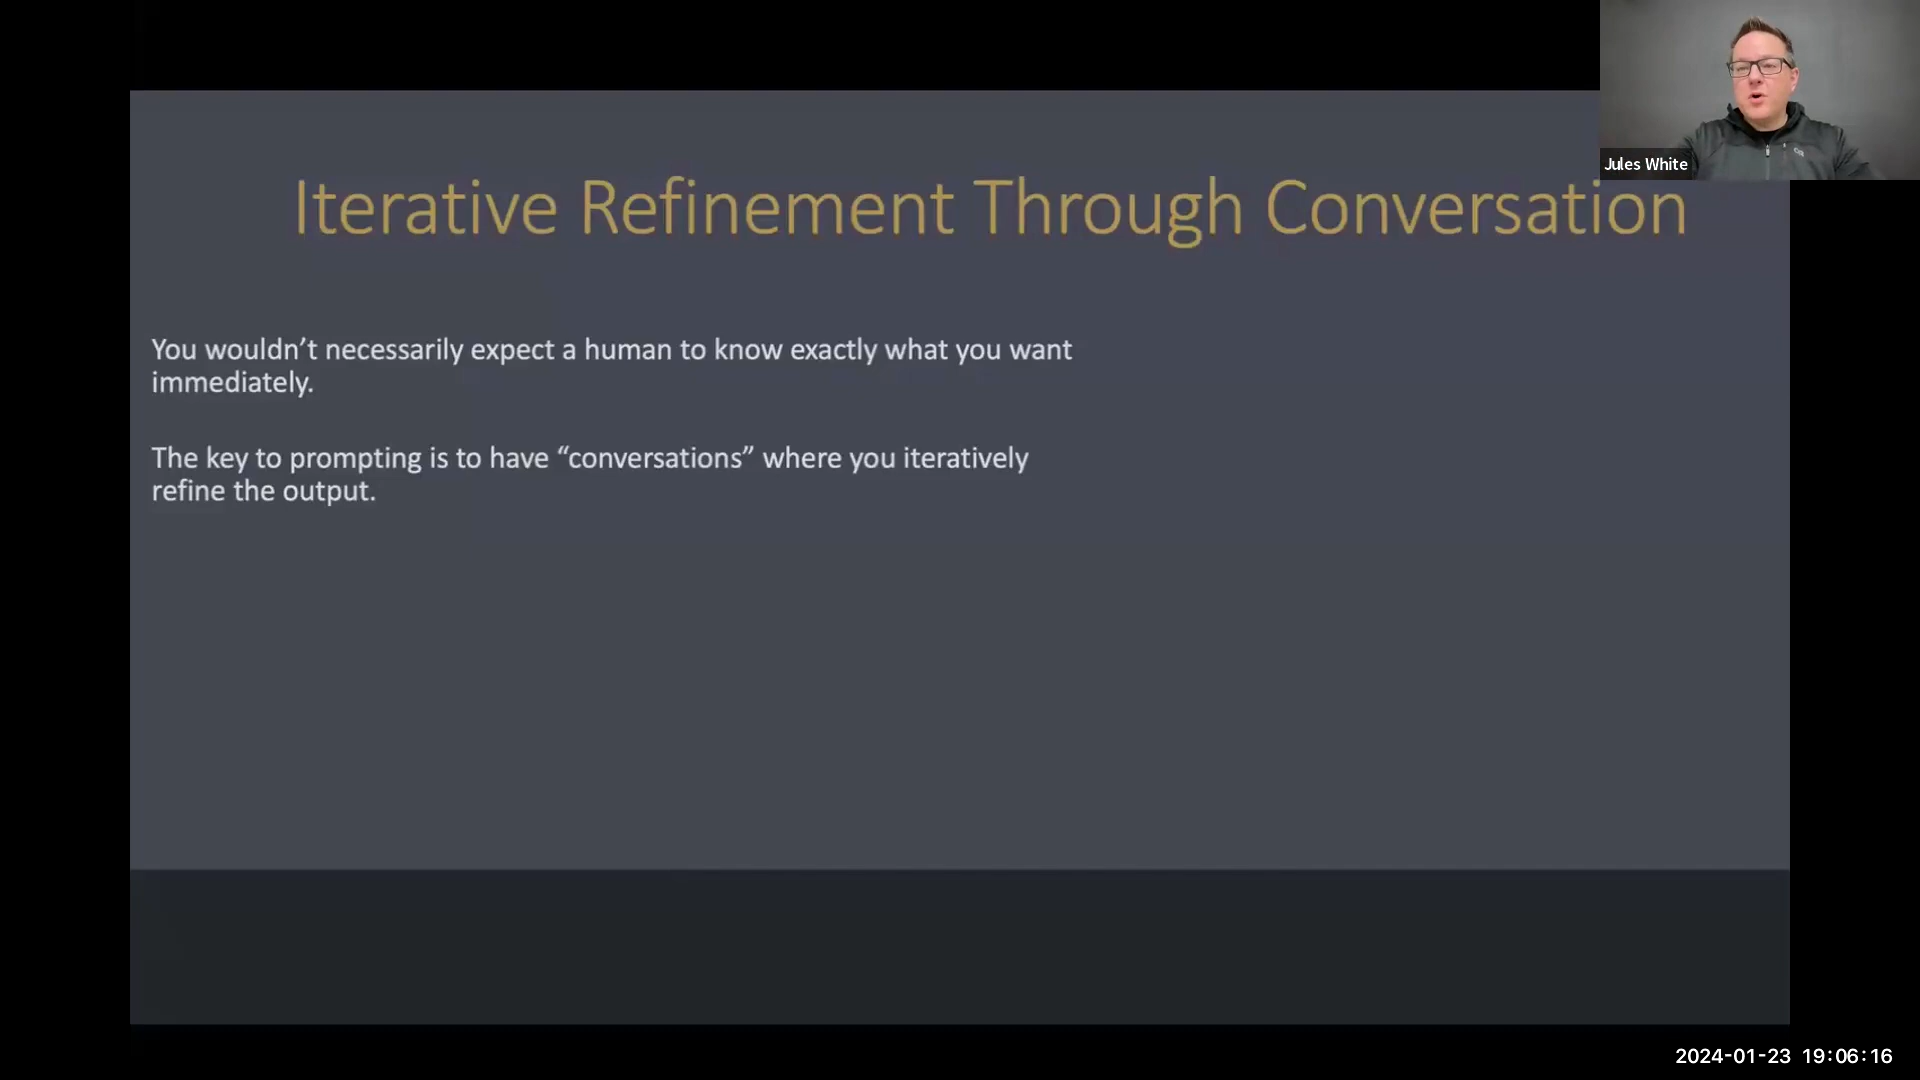 Jules White
Iterative Refinement Through Conversation
You wouldn’t necessarily expect a human to know exactly what you want
immediately.
The key to prompting is to have “conversations” where you iteratively
refine the output.
2024-01-23 19:06:16